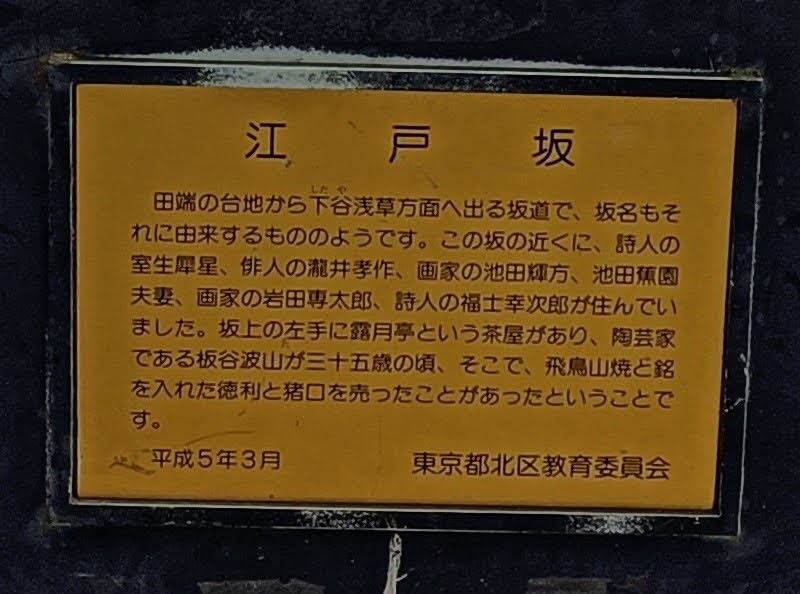 江戸坂
したや
田端の台地から下谷浅草方面へ出る坂道で、坂名もそ
れに由来するもののようです。この坂の近くに、詩人の
室生犀星、俳人の瀧井孝作、画家の池田輝方、池田蕉園
夫妻、画家の岩田専太郎、詩人の福士幸次郎が住んでい
ました。坂上の左手に露月亭という茶屋があり、陶芸家
である板谷波山が三十五歳の頃、そこで、飛鳥山焼と銘
を入れた徳利と猪口を売ったことがあったということで
す。
平成5年3月
東京都北区教育委員会